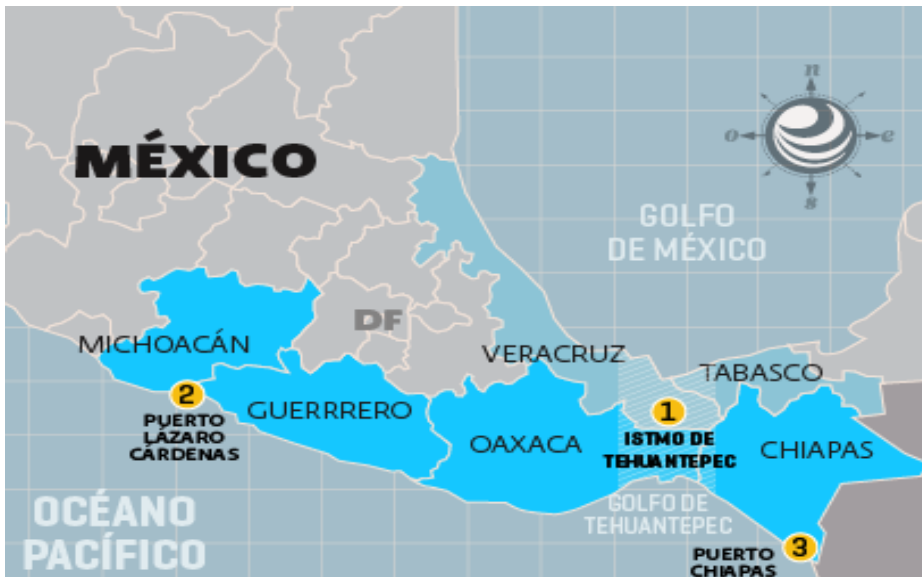 MÉXICO
n
o
e
s
GOLFO
DE MÉXICO
DF
MICHOACÁN
VERACRUZ
TABASCO
2
PUERTO
LÁZARO
CÁRDENAS
GUERRRERO
1
ISTMO DE
TEHUANTEPEC
OAXACA
CHIAPAS
GOLFO DE
TEHUANTEPEC
OCÉANO
PACÍFICO
3
PUERTO
CHIAPAS